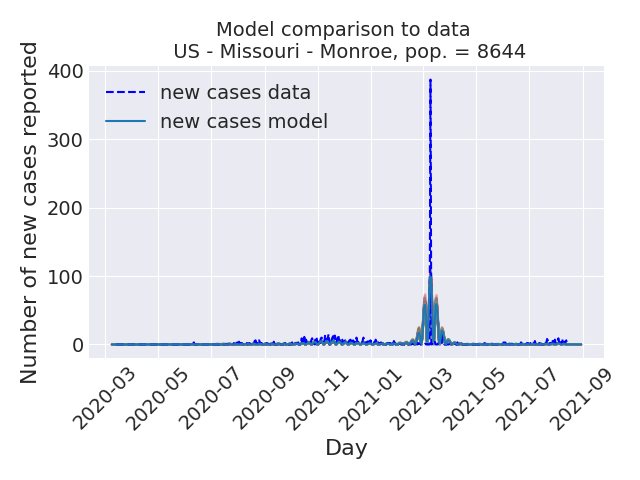 Model comparison to data
US - Missouri - Monroe, pop. = 8644
Number of new cases reported
400
300
200
100
0
new cases data
new cases model
2020-03
2020-05
2020-07
2020-09
2020-11
2021-01
2021-03
2021-05
2021-07
2021-09
Day